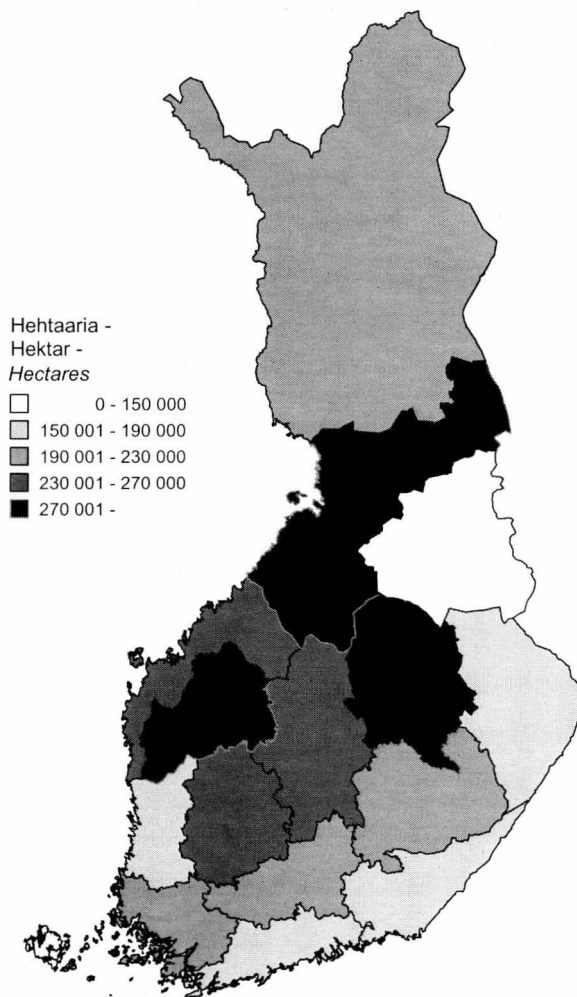 Hehtaaria -
Hektar -
Hectares
0 - 150 000
150 001 - 190 000
190 001 - 230 000
230 001 - 270 000
270 001 -